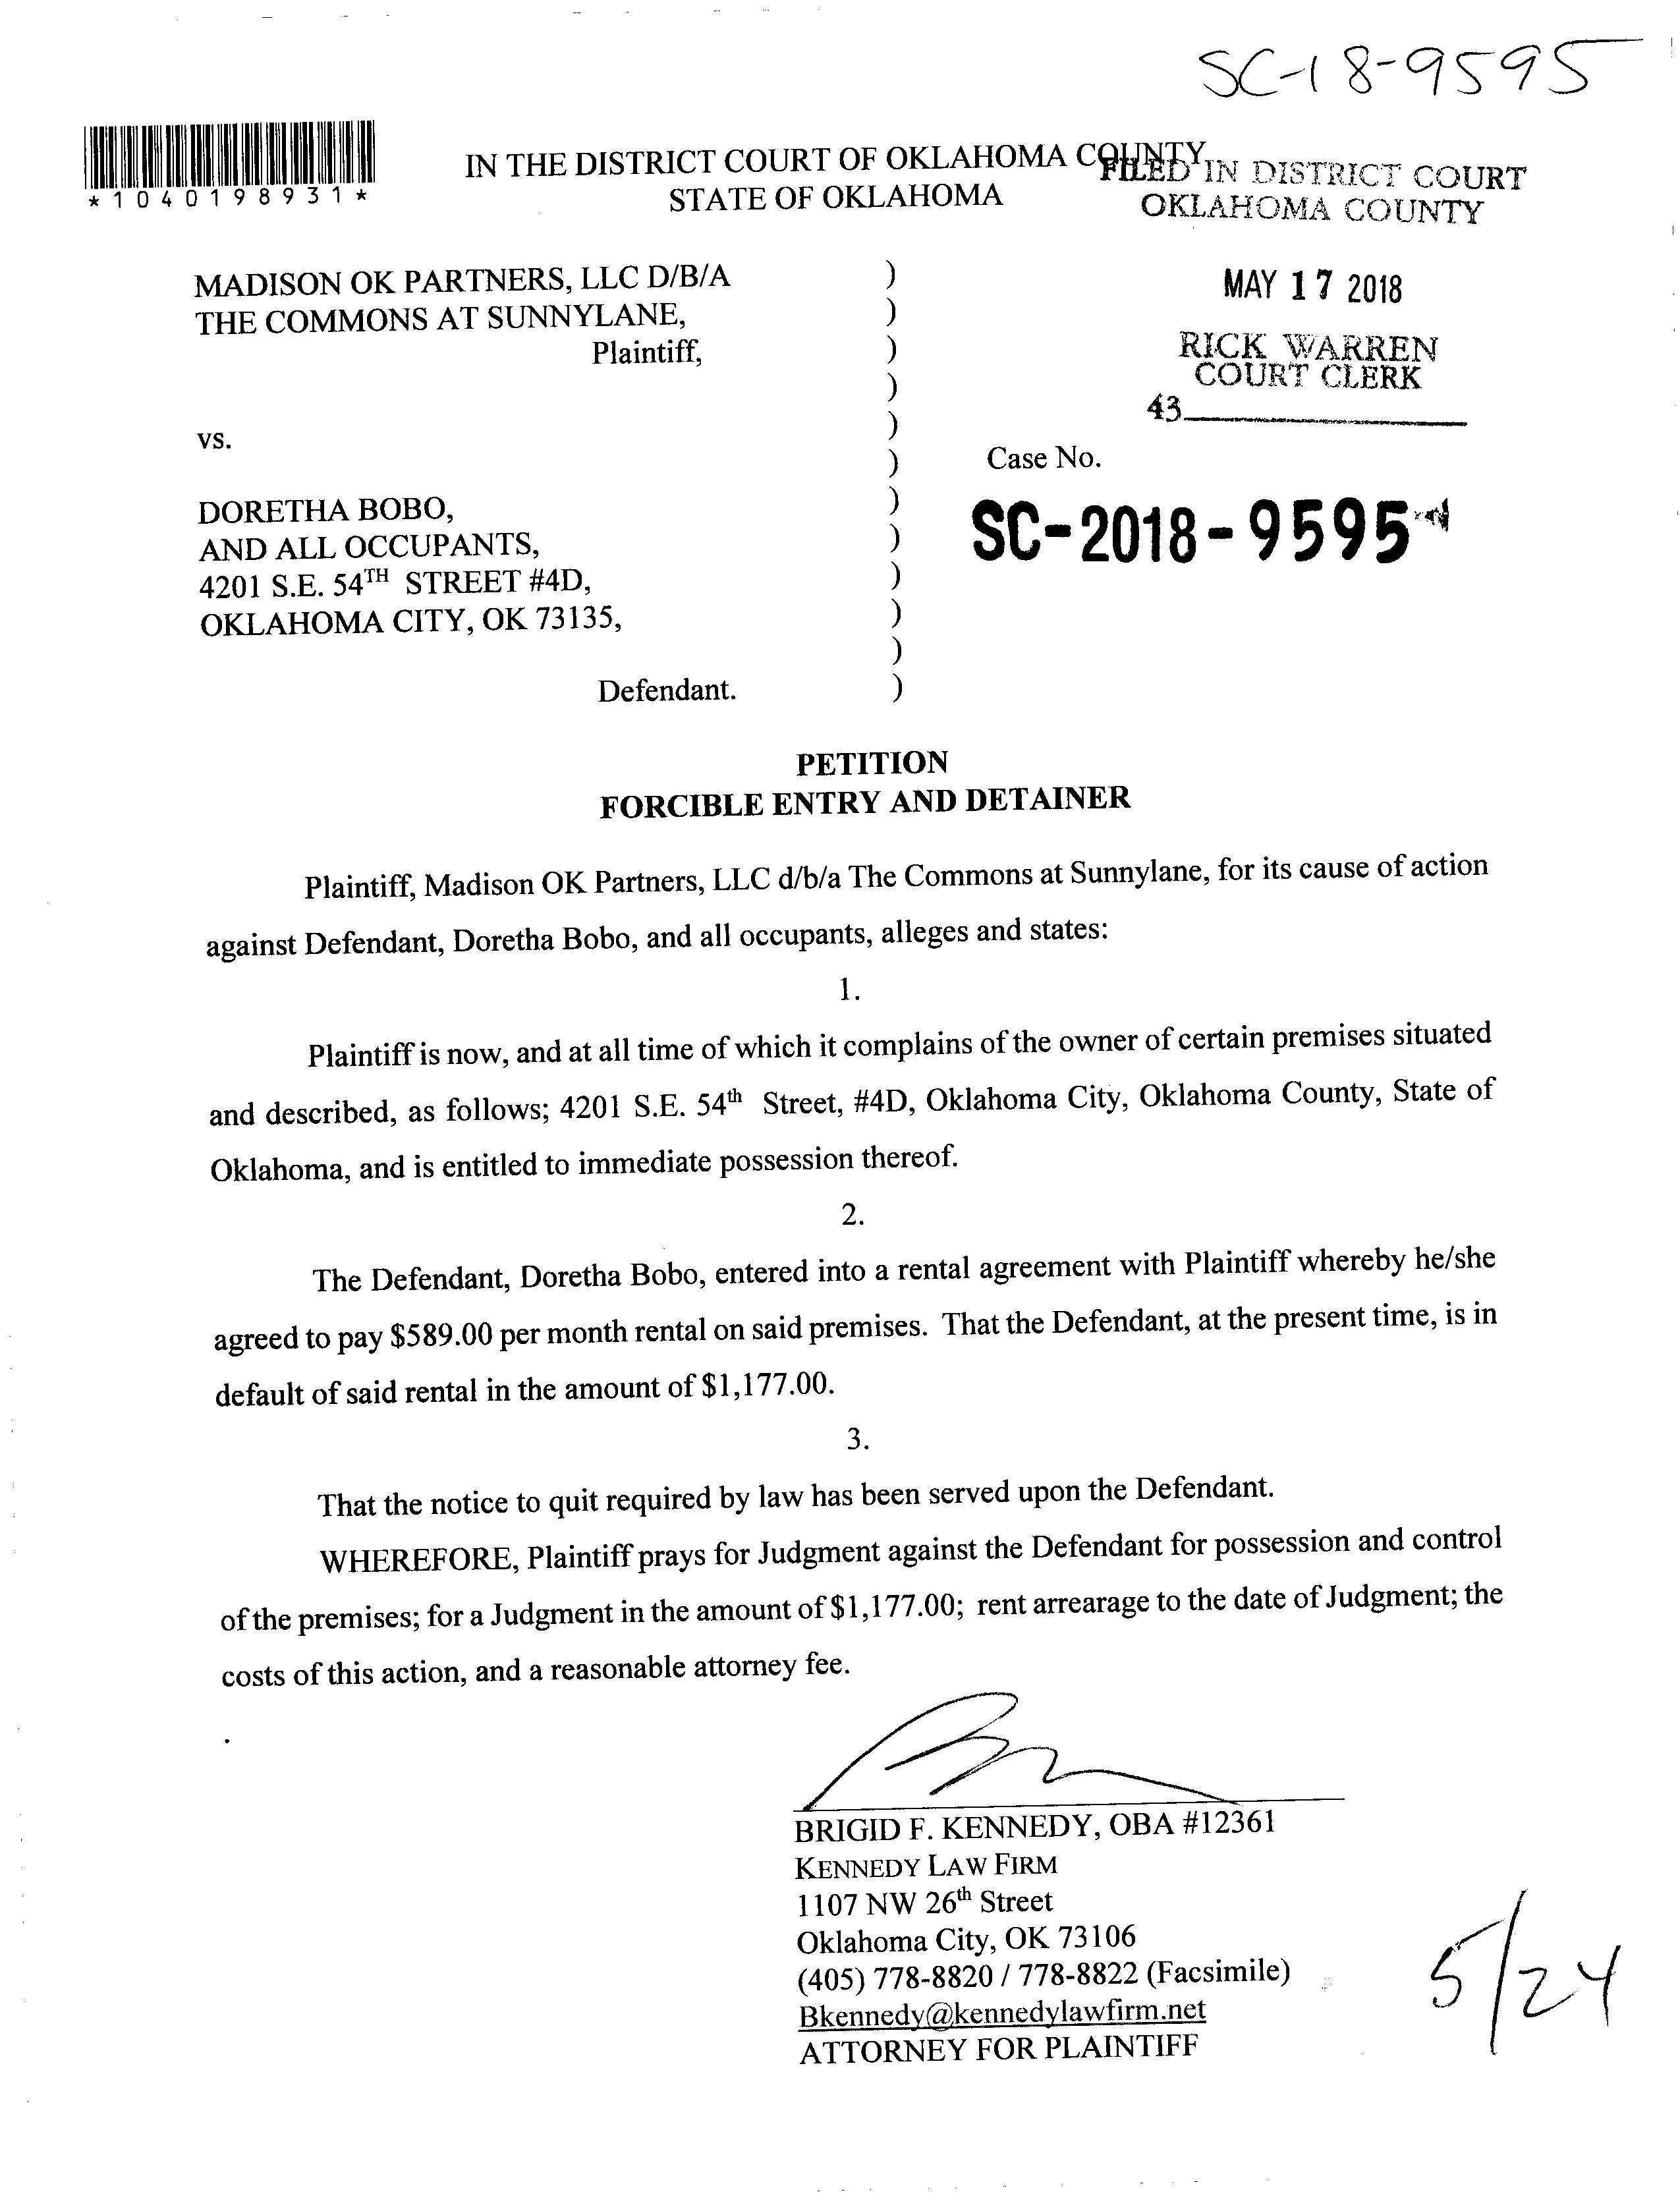 SC-18-9595
*1040198931*
IN THE DISTRICT COURT OF OKLAHOMA COUNTY
STATE OF OKLAHOMA
FILED IN DISTRICT COURT
OKLAHOMA COUNTY
MAY 17 2018
RICK WARREN
COURT CLERK
43
MADISON OK PARTNERS, LLC D/B/A )
THE COMMONS AT SUNNYLANE, )
Plaintiff, )
)
)
vs.
)
Case No.
SC-2018-9595
DORETHA BOBO, )
AND ALL OCCUPANTS, )
4201 S.E. 54TH STREET #4D, )
OKLAHOMA CITY, OK 73135, )
)
Defendant. )
PETITION
FORCIBLE ENTRY AND DETAINER
Plaintiff, Madison OK Partners, LLC d/b/a The Commons at Sunnylane, for its cause of action
against Defendant, Doretha Bobo, and all occupants, alleges and states:
1.
Plaintiff is now, and at all time of which it complains of the owner of certain premises situated
and described, as follows; 4201 S.E. 54th Street, #4D, Oklahoma City, Oklahoma County, State of
Oklahoma, and is entitled to immediate possession thereof.
2.
The Defendant, Doretha Bobo, entered into a rental agreement with Plaintiff whereby he/she
agreed to pay $589.00 per month rental on said premises. That the Defendant, at the present time, is in
default of said rental in the amount of $1,177.00.
3.
That the notice to quit required by law has been served upon the Defendant.
WHEREFORE, Plaintiff prays for Judgment against the Defendant for possession and control
of the premises; for a Judgment in the amount of $1,177.00; rent arrearage to the date of Judgment; the
costs of this action, and a reasonable attorney fee.
.
BRIGID F. KENNEDY, OBA #12361
KENNEDY LAW FIRM
1107 NW 26th Street
Oklahoma City, OK 73106
(405) 778-8820 / 778-8822 (Facsimile)
Bkennedy@kennedylawfirm.net
ATTORNEY FOR PLAINTIFF
5/24